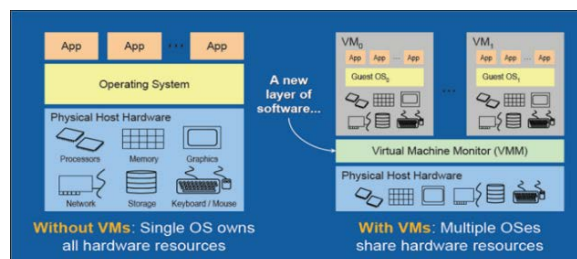 App App ... App
Operating System
Physical Host Hardware
Processors Memory Graphics
Network Storage Keyboard / Mouse
Without VMs: Single OS owns
all hardware resources
A new
layer of
software...
VM0
App App ... App
Guest OS0
...
VM1
App App ... App
Guest OS1
Virtual Machine Monitor (VMM)
Physical Host Hardware
With VMs: Multiple OSes
share hardware resources